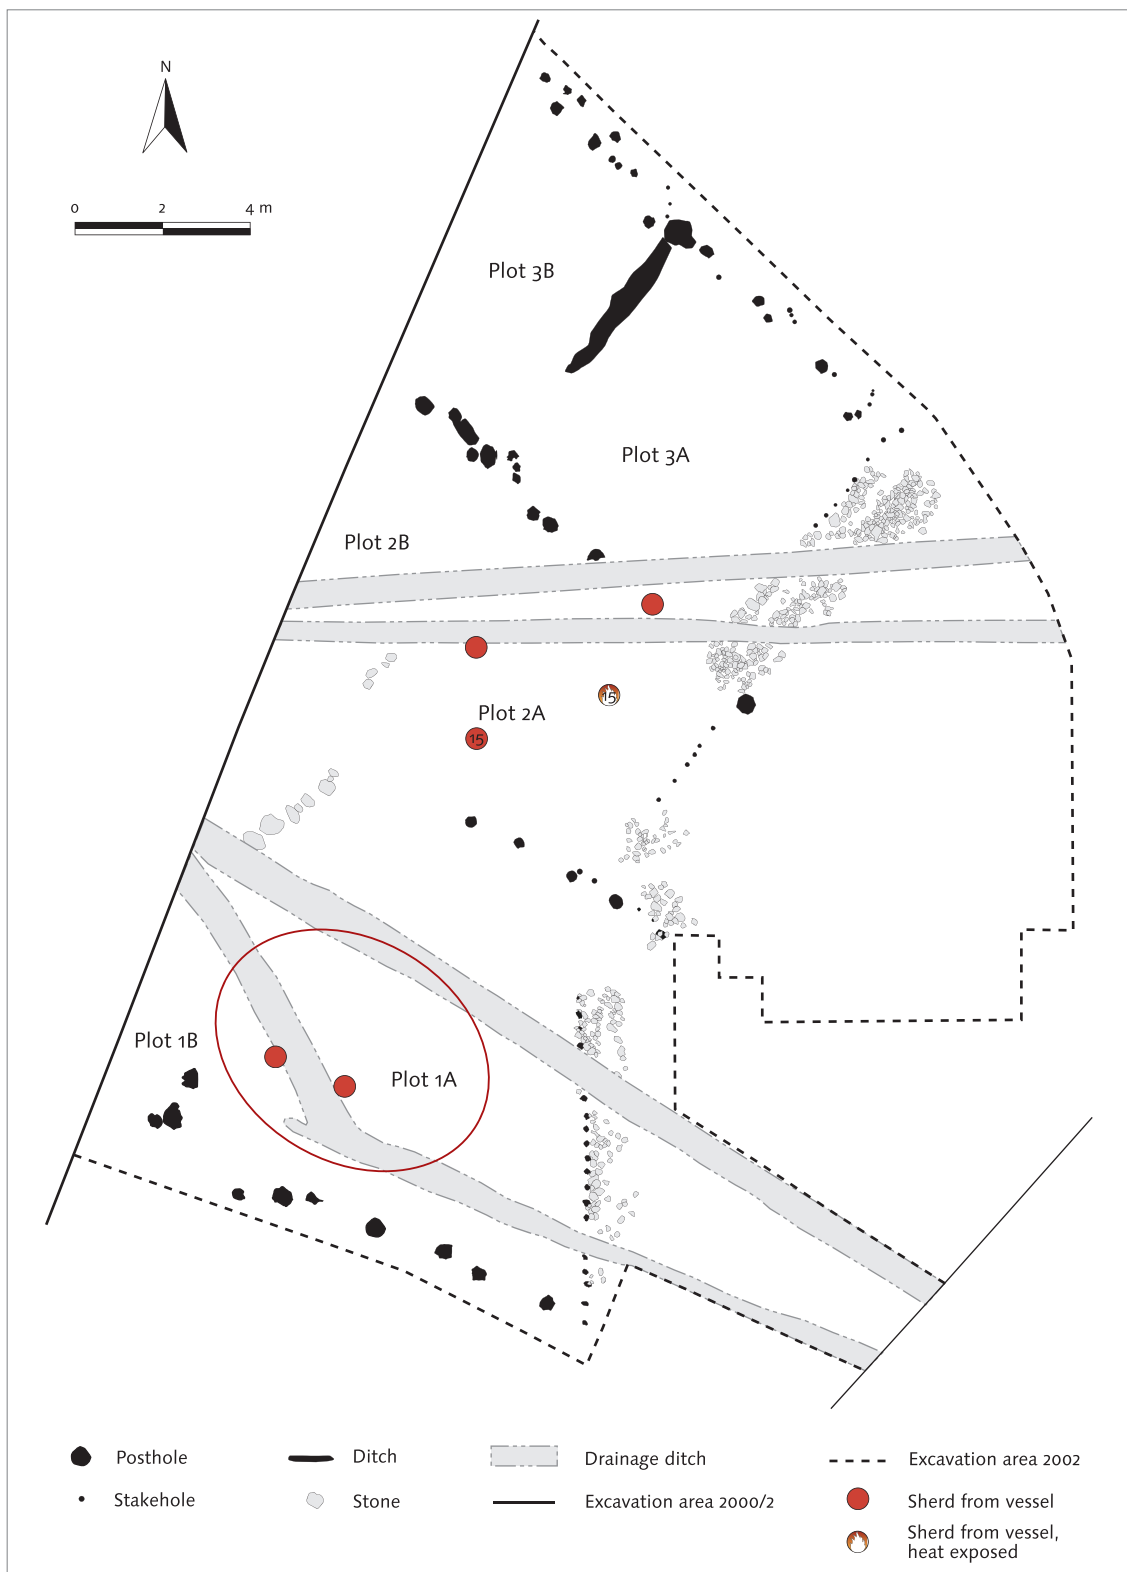 N
0 2 4 m
Plot 3B
Plot 3A
Plot 2B
15
Plot 2A
15
Plot 1B
Plot 1A
Posthole
Ditch
Drainage ditch
Excavation area 2002
Stakehole
Stone
Excavation area 2000/2
Sherd from vessel
Sherd from vessel,
heat exposed